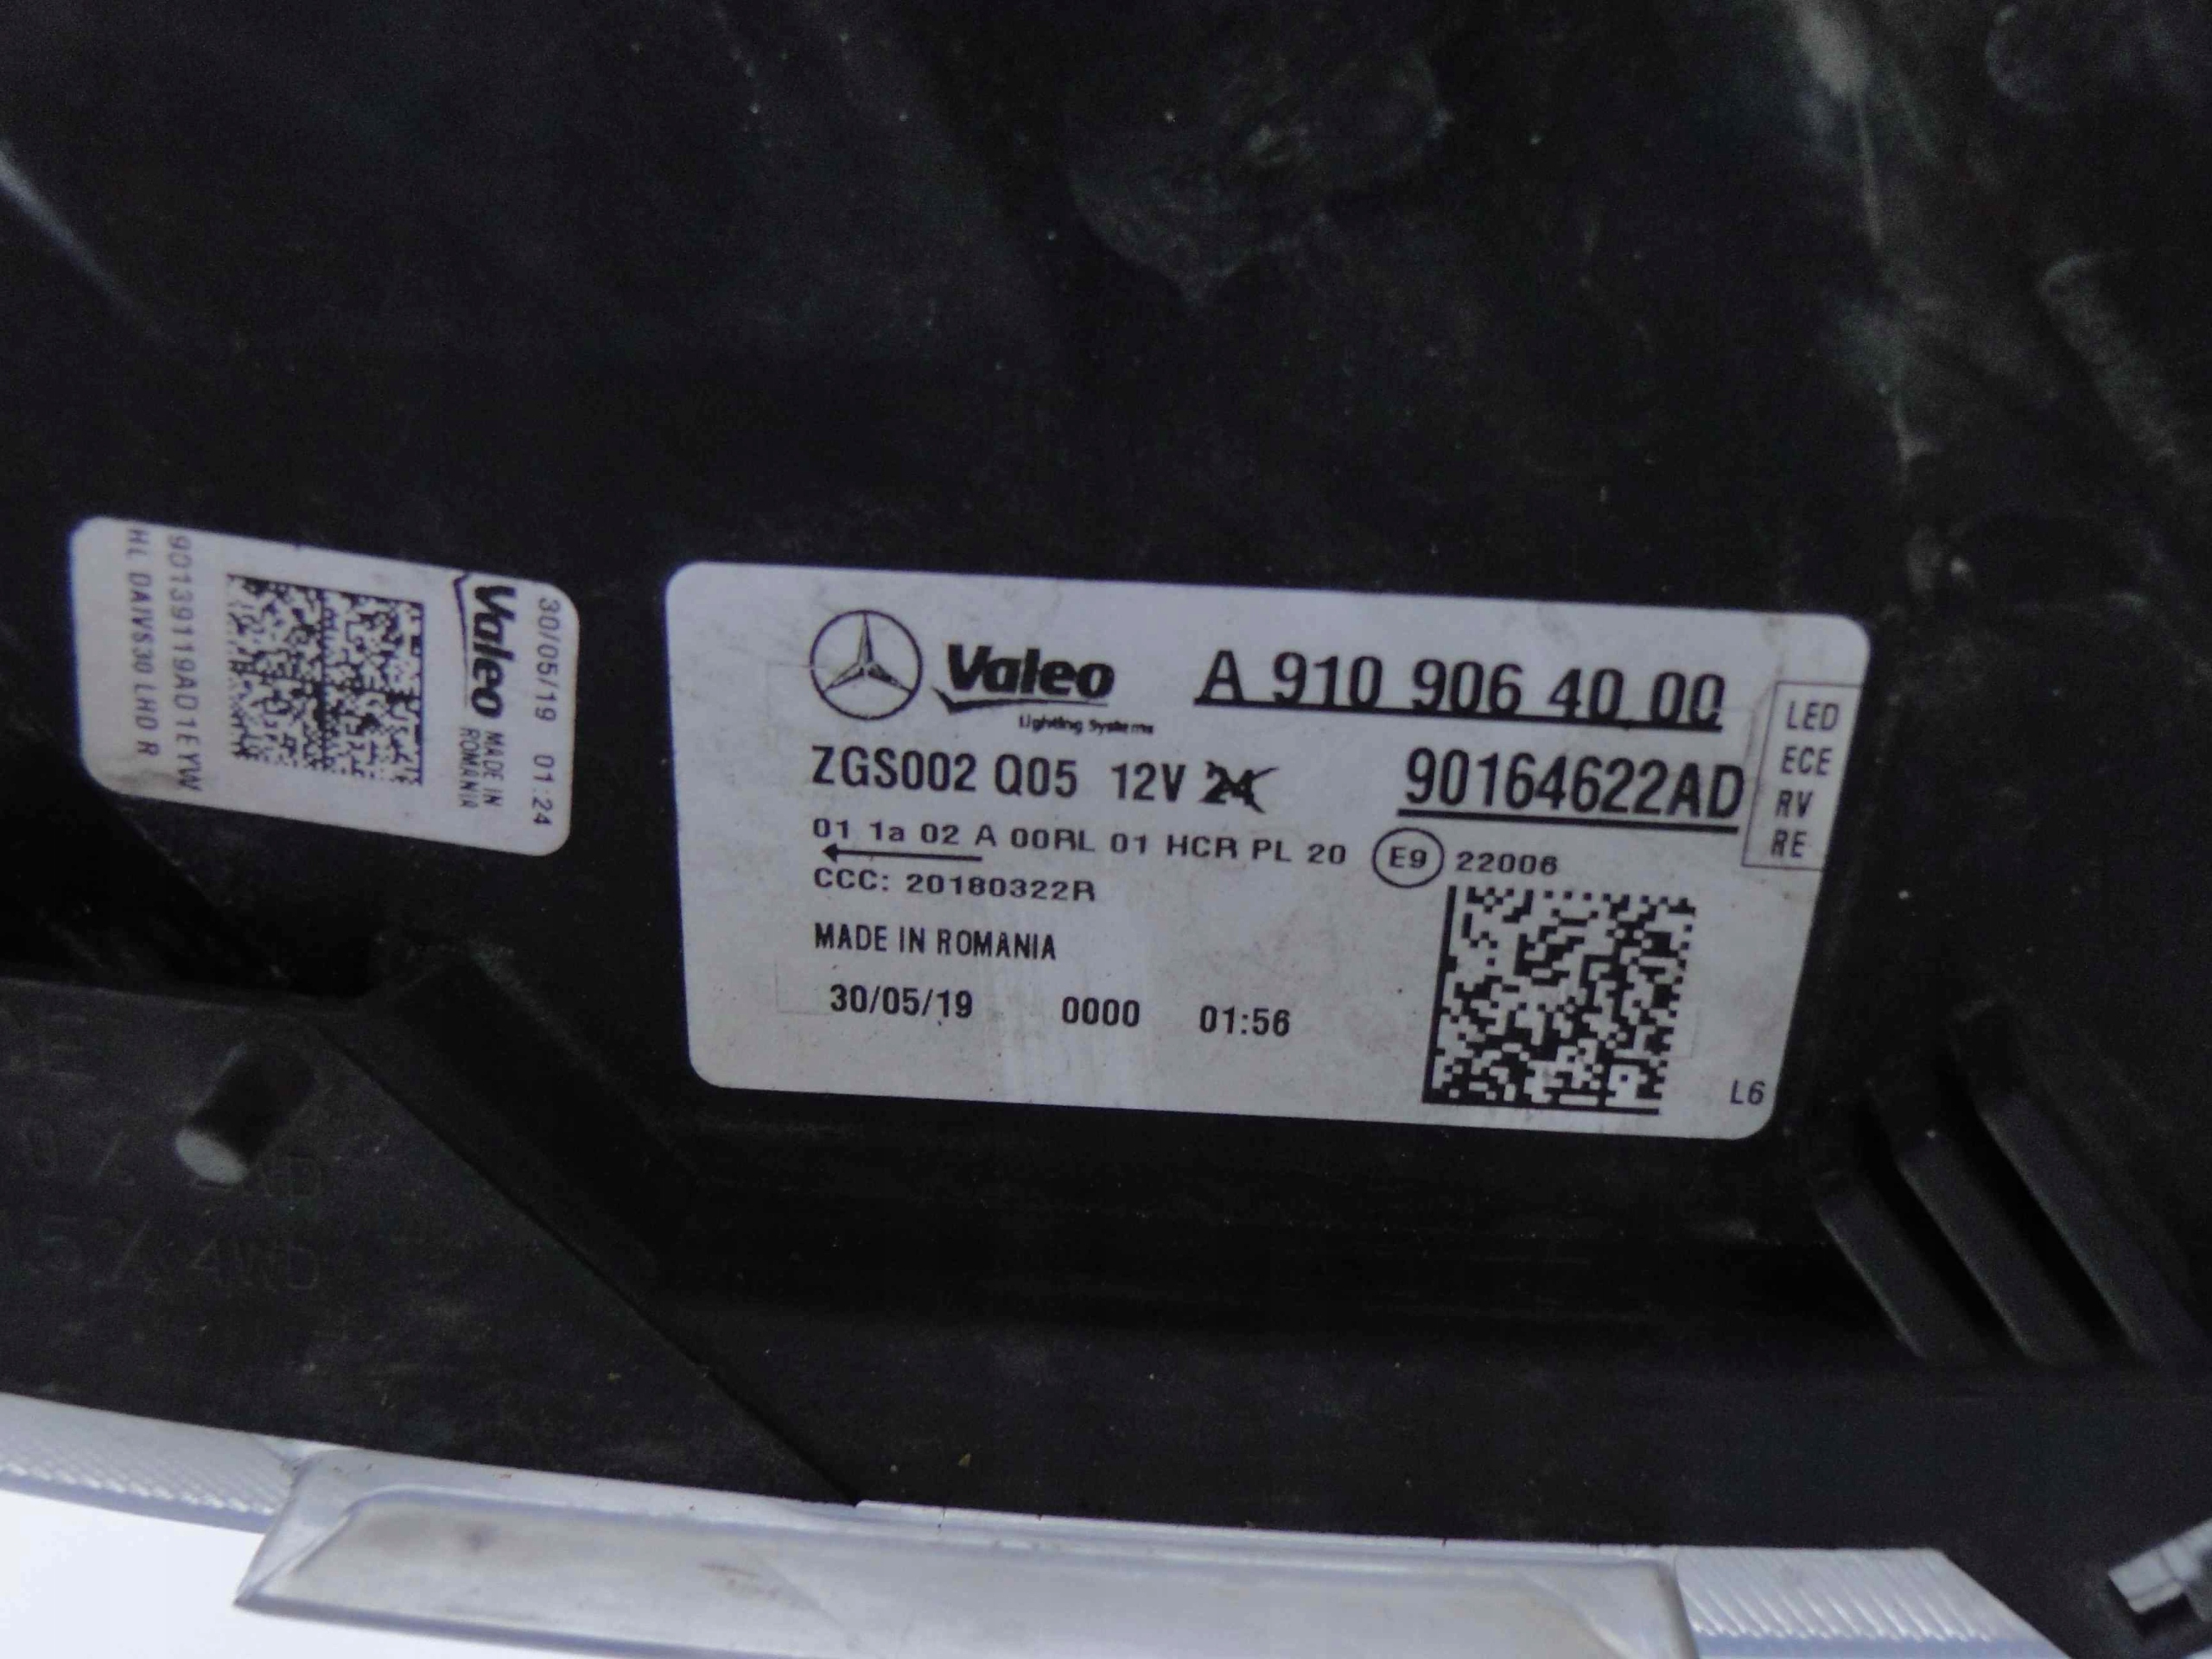 30/05/19 01:24
Valeo MADE IN ROMANIA
90139119AD1EYW
HL DAIVS30 LHD R
Valeo
Lighting Systems
A 910 906 40 00
ZGS002 Q05 12V 24
90164622AD
LED
ECE
RV
RE
01 1a 02 A 00RL 01 HCR PL 20 E9 22006
CCC: 20180322R
MADE IN ROMANIA
30/05/19 0000 01:56
L6
4WD